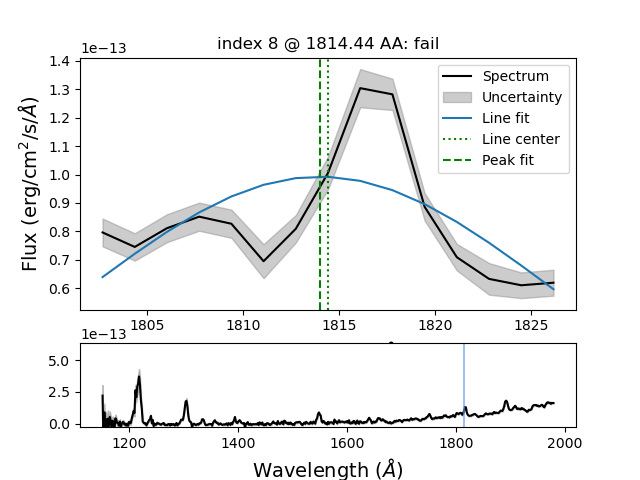 index 8 @ 1814.44 AA: fail
1e−13
1.4
1.3
1.2
1.1
1.0
0.9
0.8
0.7
0.6
Flux (erg/cm²/s/Å)
Spectrum
Uncertainty
Line fit
Line center
Peak fit
1805
1810
1815
1820
1825
1e−13
5.0
2.5
0.0
1200
1400
1600
1800
2000
Wavelength (Å)